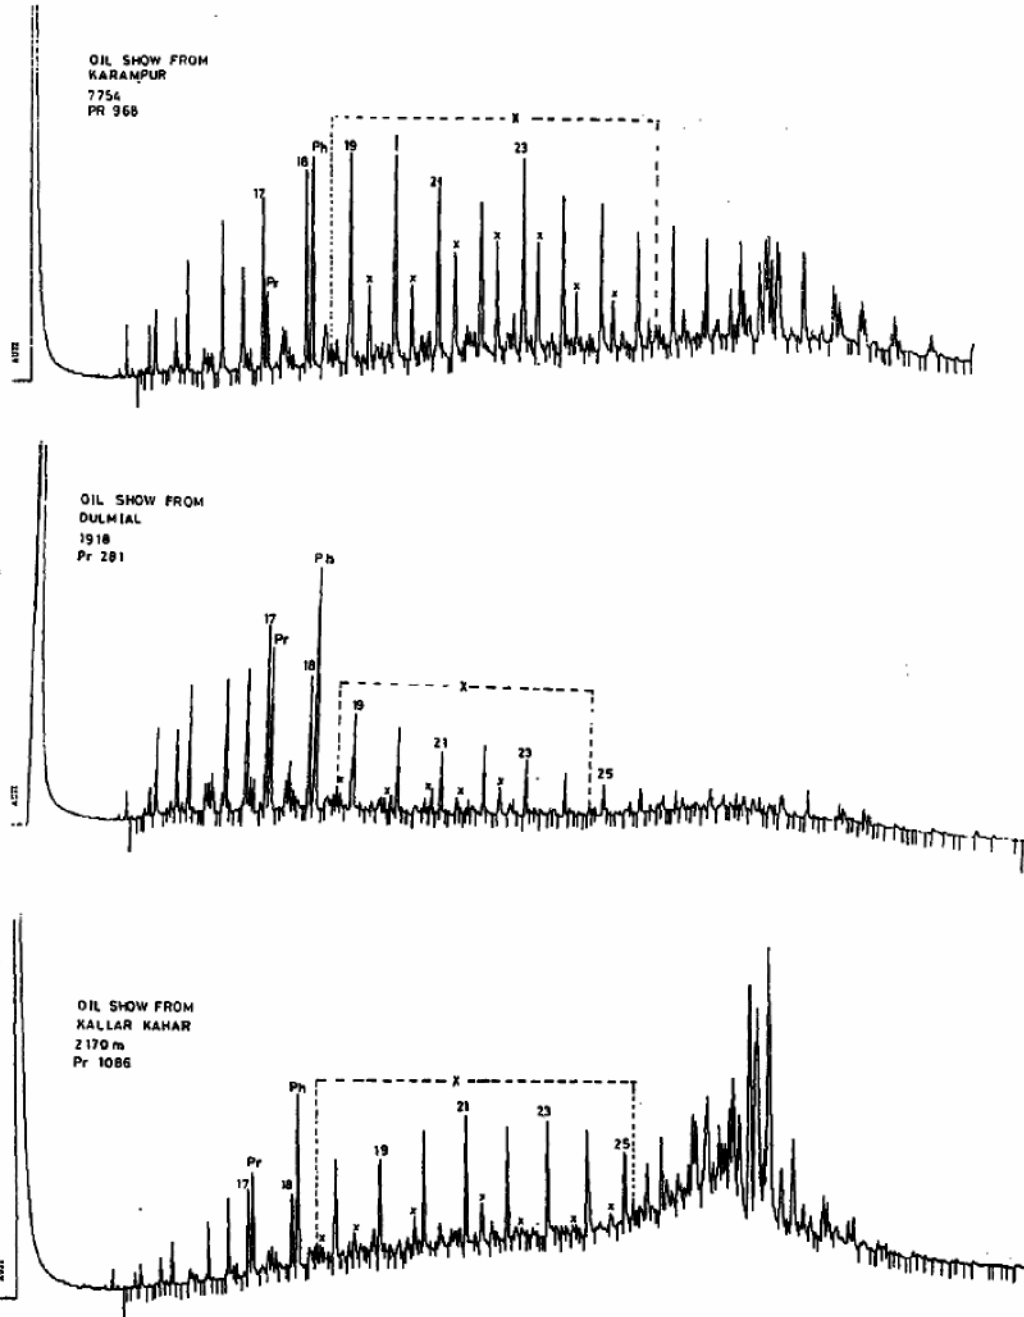 OIL SHOW FROM
KARAMPUR
7754
PR 968
X
17
Pr
18
Ph
19
21
23
x
x
x
x
x
x
x
OIL SHOW FROM
DULMIAL
1918
Pr 281
X
17
Pr
18
Ph
19
21
23
25
x
x
x
x
x
OIL SHOW FROM
KALLAR KAHAR
2170 m
Pr 1086
X
17
Pr
18
Ph
19
21
23
25
x
x
x
x
x
x
x